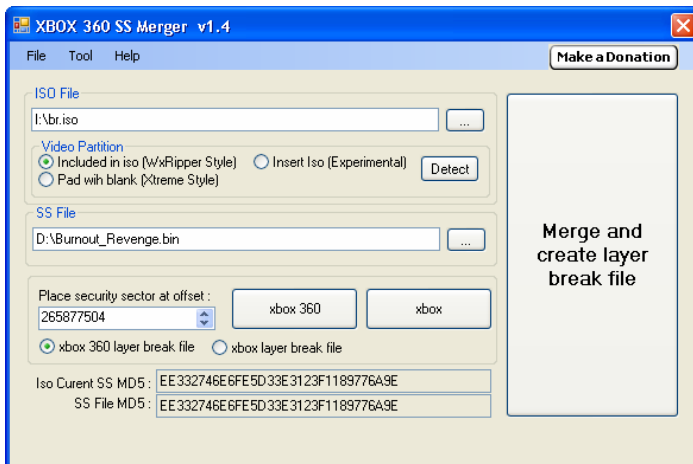 XBOX 360 SS Merger v1.4
File Tool Help
Make a Donation
ISO File
I:\br.iso
...
Video Partition
Included in iso (WxRipper Style)
Insert Iso (Experimental)
Pad wih blank (Xtreme Style)
Detect
SS File
D:\Burnout_Revenge.bin
...
Place security sector at offset :
265877504
xbox 360
xbox
xbox 360 layer break file
xbox layer break file
Iso Curent SS MD5 : EE332746E6FE5D33E3123F1189776A9E
SS File MD5 : EE332746E6FE5D33E3123F1189776A9E
Merge and
create layer
break file